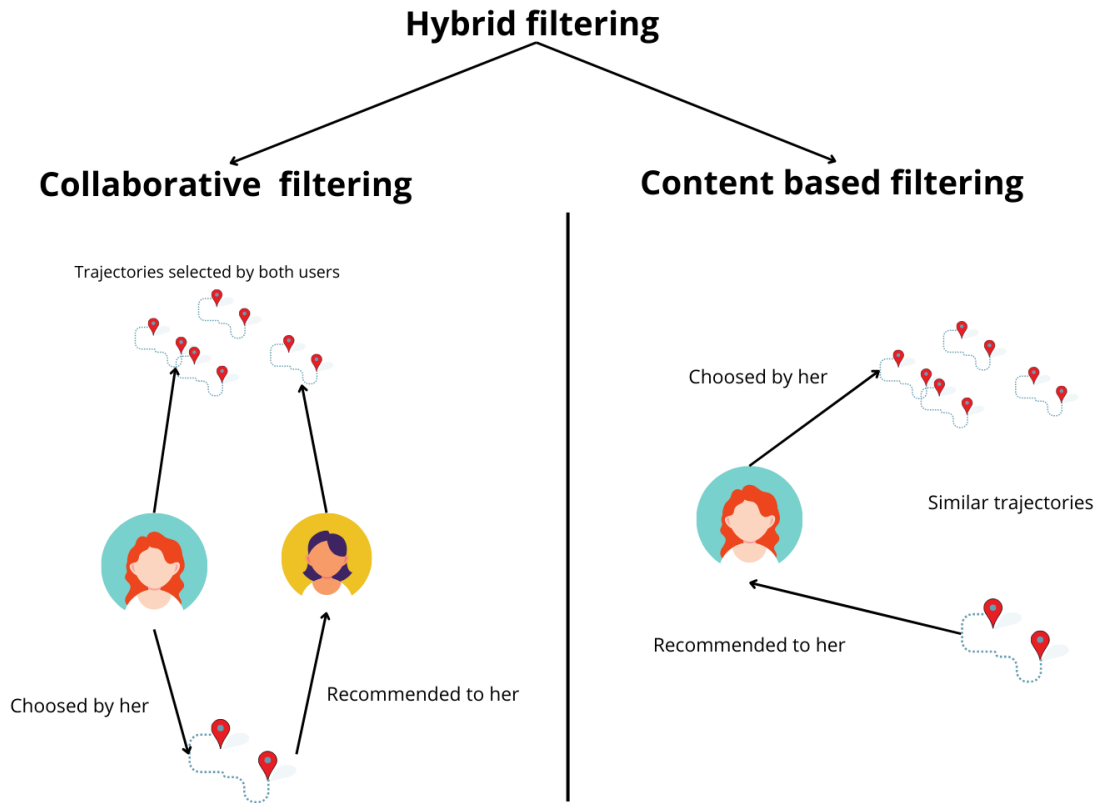 Hybrid filtering
Collaborative  filtering
Content based filtering
Trajectories selected by both users
Choosed by her
Recommended to her
Choosed by her
Similar trajectories
Recommended to her